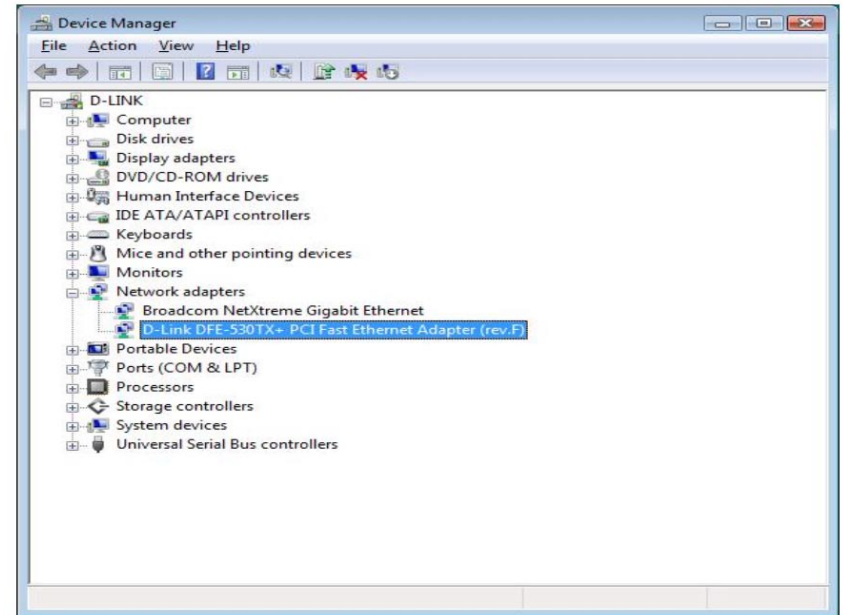 Device Manager
File Action View Help
D-LINK
Computer
Disk drives
Display adapters
DVD/CD-ROM drives
Human Interface Devices
IDE ATA/ATAPI controllers
Keyboards
Mice and other pointing devices
Monitors
Network adapters
Broadcom NetXtreme Gigabit Ethernet
D-Link DFE-530TX+ PCI Fast Ethernet Adapter (rev.F)
Portable Devices
Ports (COM & LPT)
Processors
Storage controllers
System devices
Universal Serial Bus controllers